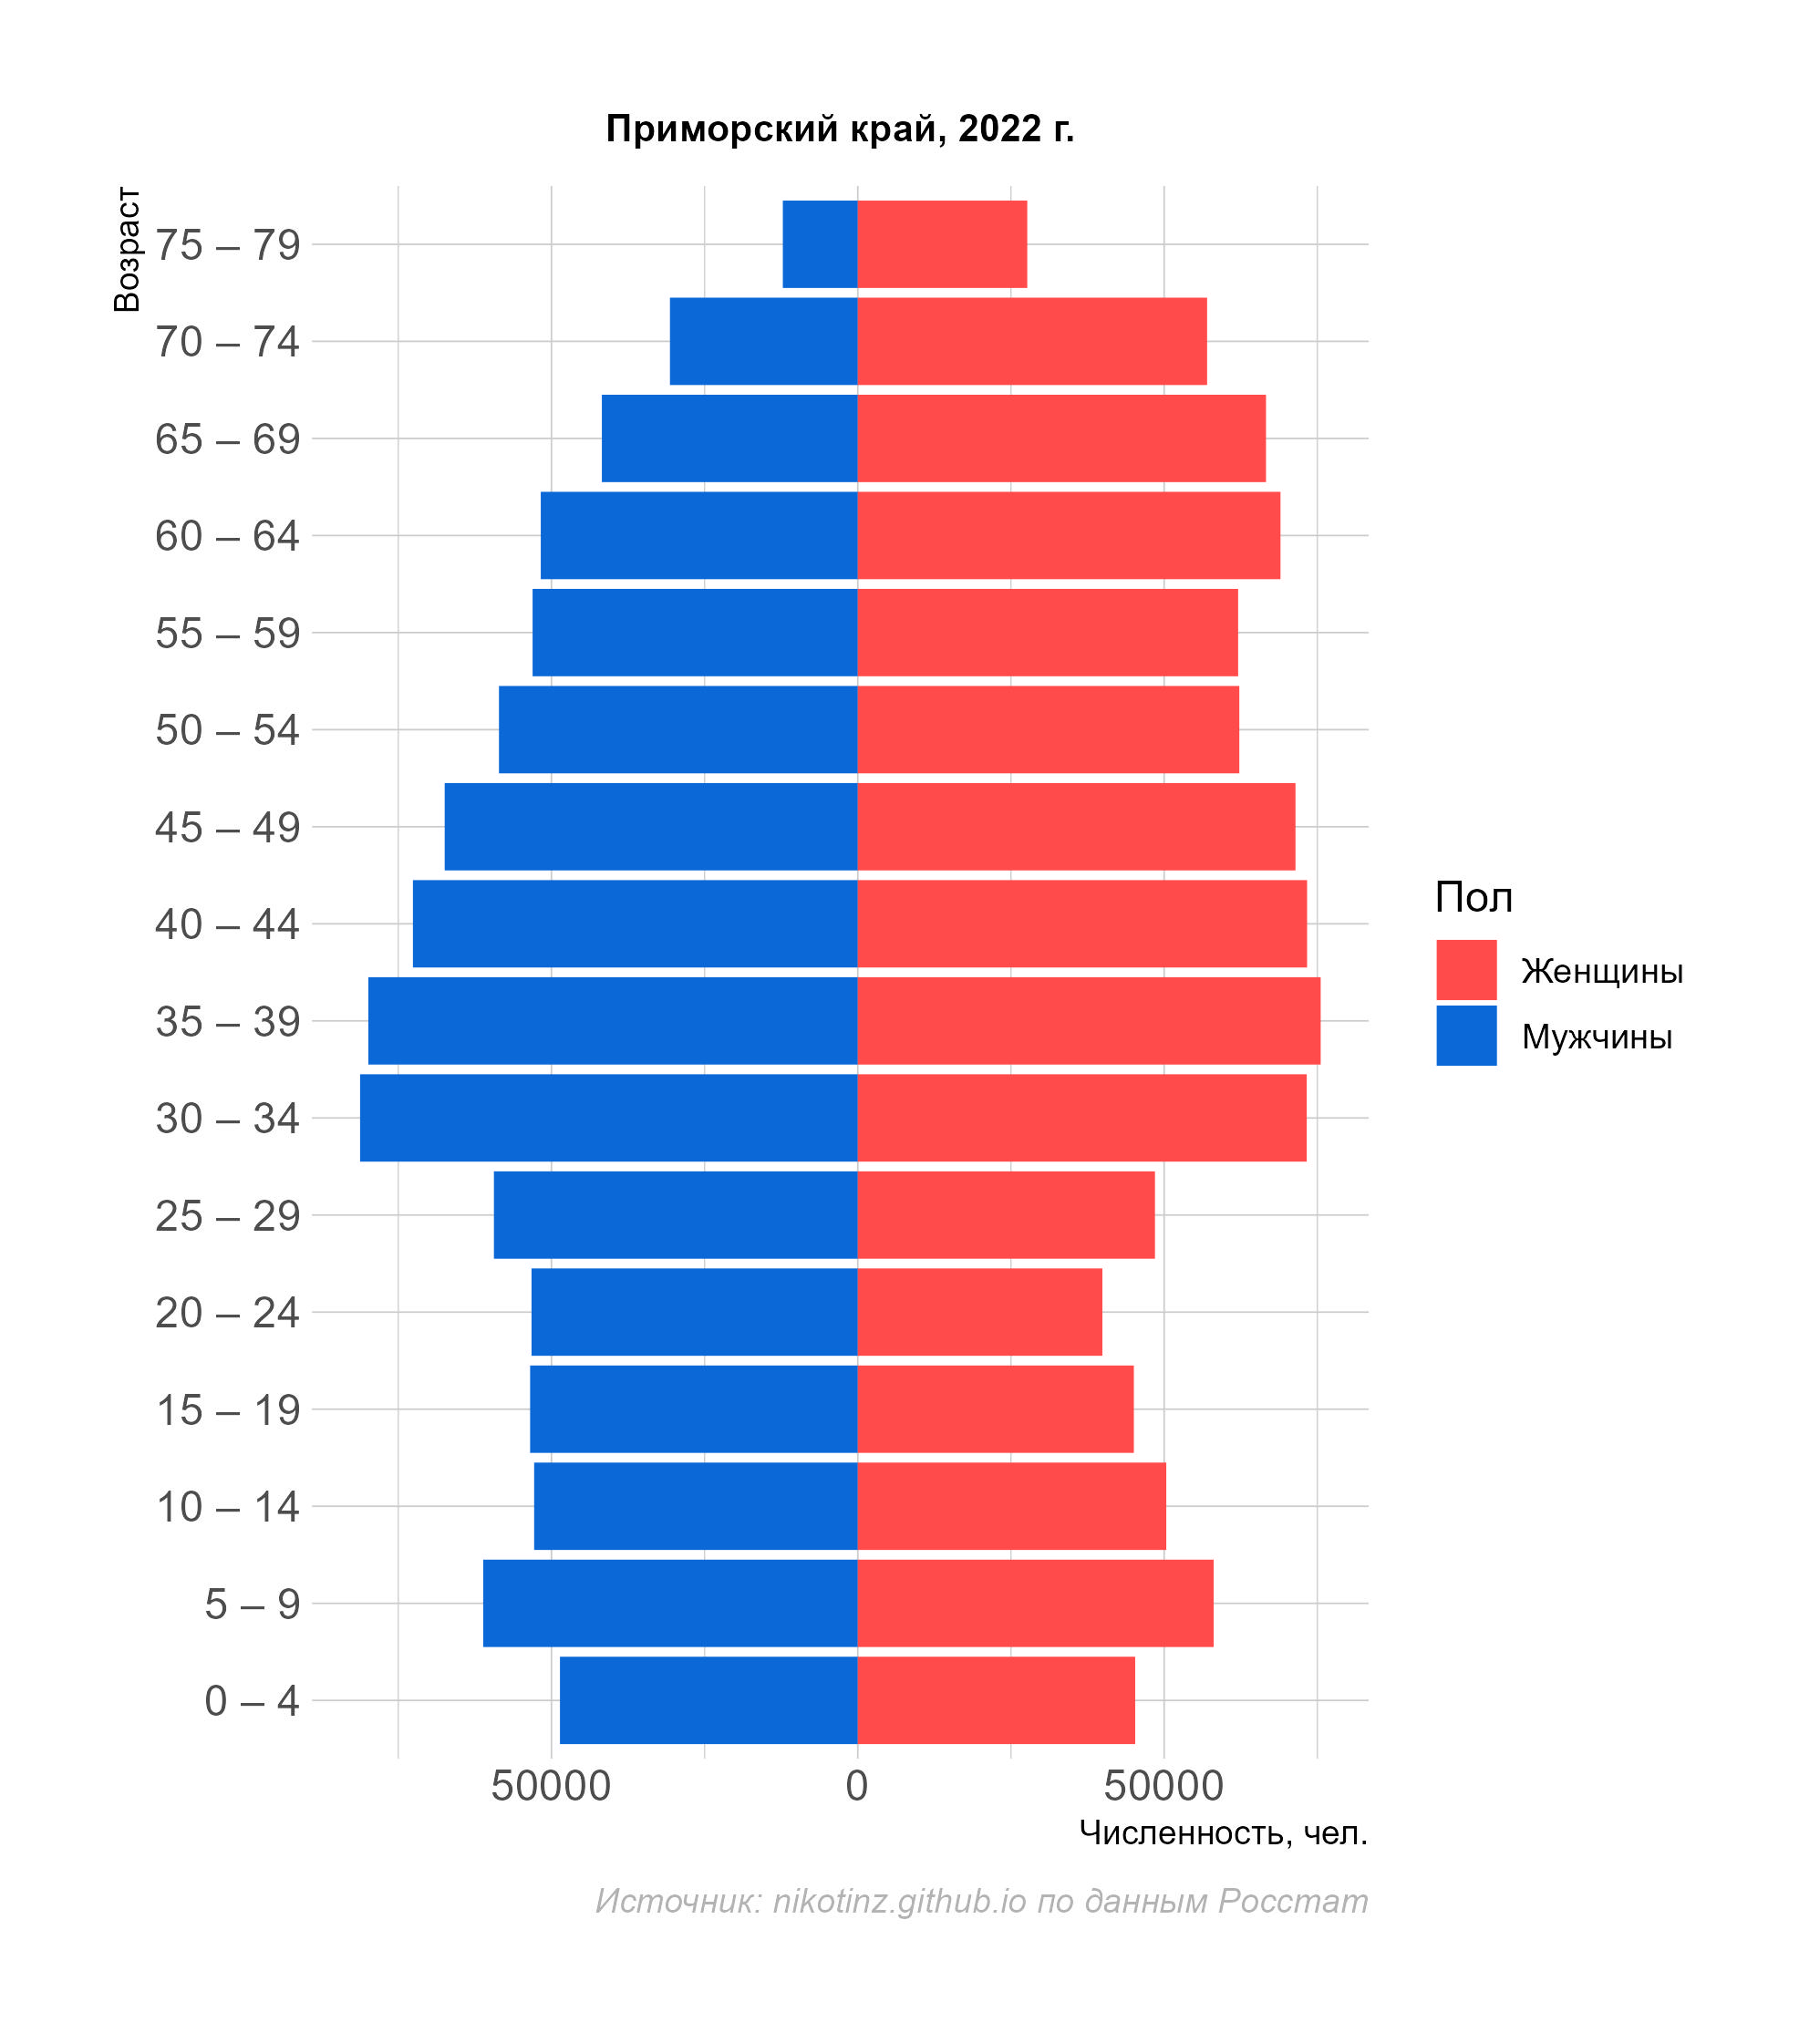 Приморский край, 2022 г.
Возраст
75 – 79
70 – 74
65 – 69
60 – 64
55 – 59
50 – 54
45 – 49
40 – 44
35 – 39
30 – 34
25 – 29
20 – 24
15 – 19
10 – 14
5 – 9
0 – 4
50000 0 50000
Численность, чел.
Пол
Женщины
Мужчины
Источник: nikotinz.github.io по данным Росстат